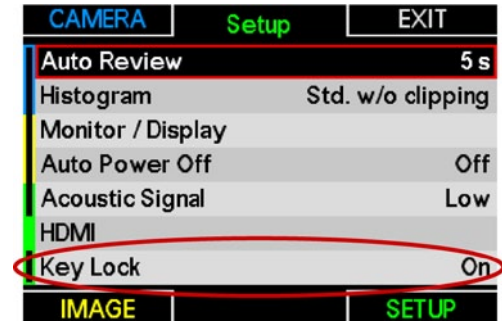 CAMERA Setup EXIT
Auto Review 5 s
Histogram Std. w/o clipping
Monitor / Display
Auto Power Off Off
Acoustic Signal Low
HDMI
Key Lock On
IMAGE SETUP